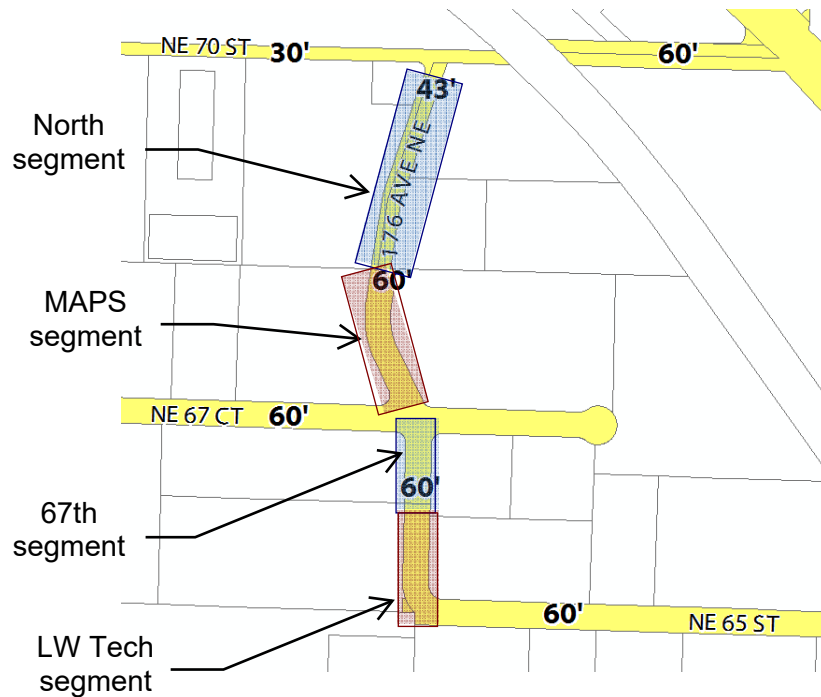 NE 70 ST 30' 60'
43'
North
segment
176 AVE NE
60'
MAPS
segment
NE 67 CT 60'
60'
67th
segment
60' NE 65 ST
LW Tech
segment